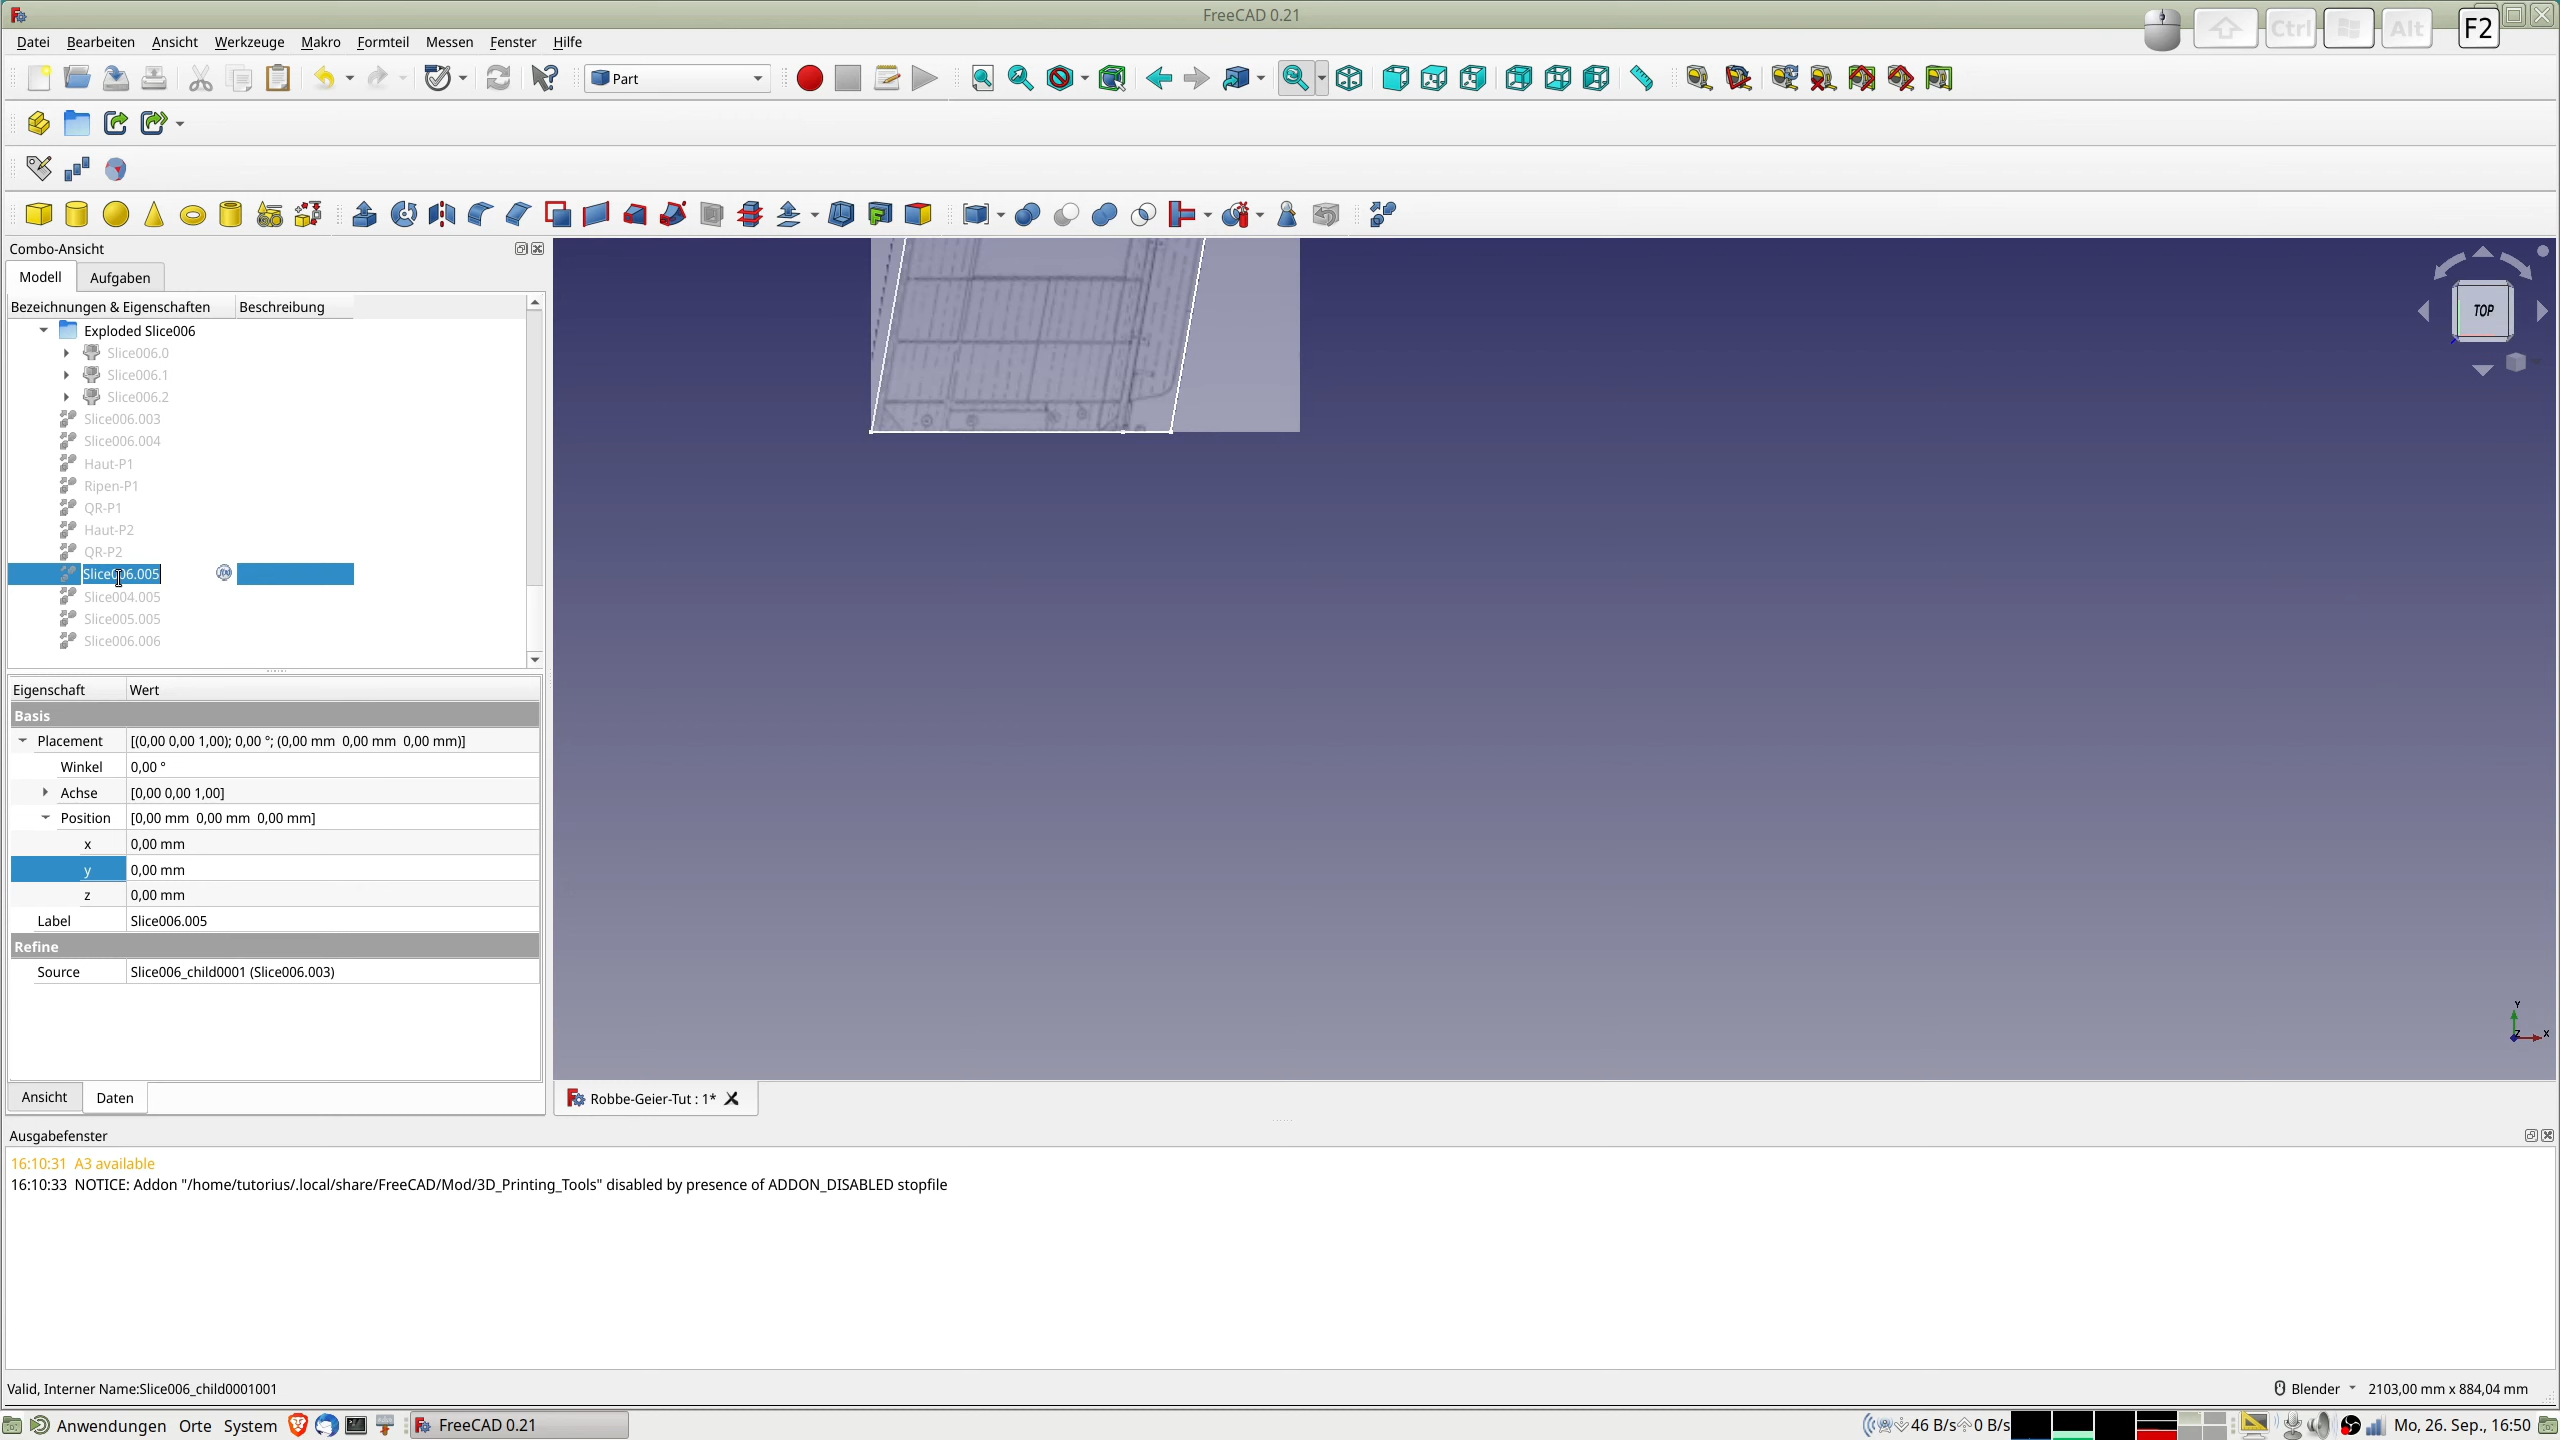 FreeCAD 0.21
Ctrl
Alt
F2
Datei Bearbeiten Ansicht Werkzeuge Makro Formteil Messen Fenster Hilfe
Part
Combo-Ansicht
Modell Aufgaben
Bezeichnungen & Eigenschaften Beschreibung
Exploded Slice006
Slice006.0
Slice006.1
Slice006.2
Slice006.003
Slice006.004
Haut-P1
Ripen-P1
QR-P1
Haut-P2
QR-P2
Slice006.005
Slice004.005
Slice005.005
Slice006.006
TOP
Eigenschaft Wert
Basis
Placement [(0,00 0,00 1,00); 0,00 °; (0,00 mm 0,00 mm 0,00 mm)]
Winkel 0,00 °
Achse [0,00 0,00 1,00]
Position [0,00 mm 0,00 mm 0,00 mm]
x 0,00 mm
y 0,00 mm
z 0,00 mm
Label Slice006.005
Refine
Source Slice006_child0001 (Slice006.003)
Y
Z
X
Ansicht Daten
Robbe-Geier-Tut : 1*
Ausgabefenster
16:10:31 A3 available
16:10:33 NOTICE: Addon "/home/tutorius/.local/share/FreeCAD/Mod/3D_Printing_Tools" disabled by presence of ADDON_DISABLED stopfile
Valid, Interner Name:Slice006_child0001001
Blender 2103,00 mm x 884,04 mm
Anwendungen Orte System FreeCAD 0.21 46 B/s 0 B/s Mo, 26. Sep., 16:50